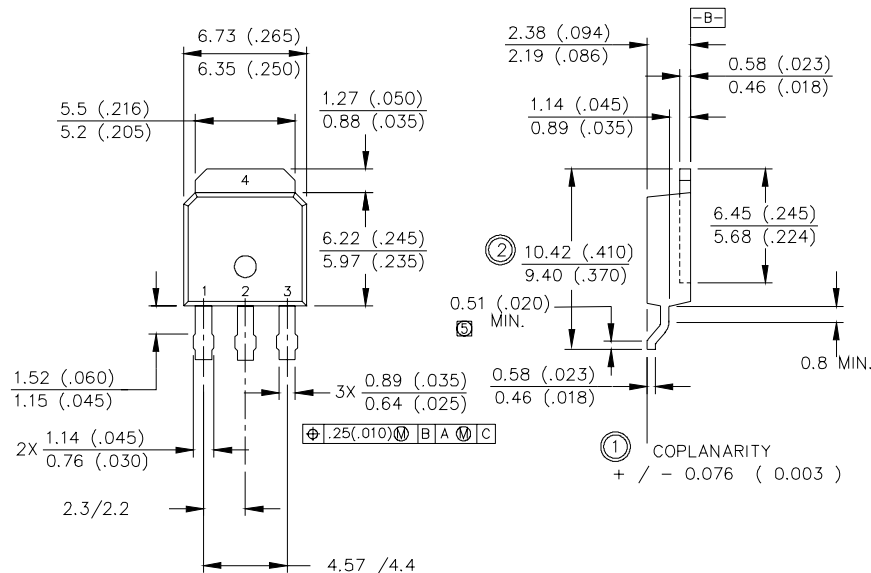 6.73 (.265)
6.35 (.250)
5.5 (.216)
5.2 (.205)
1.27 (.050)
0.88 (.035)
4
6.22 (.245)
5.97 (.235)
1 2 3
1.52 (.060)
1.15 (.045)
3X 0.89 (.035)
0.64 (.025)
⌖ .25(.010) Ⓜ B A Ⓜ C
2X 1.14 (.045)
0.76 (.030)
2.3/2.2
4.57 /4.4
-B-
2.38 (.094)
2.19 (.086)
0.58 (.023)
0.46 (.018)
1.14 (.045)
0.89 (.035)
6.45 (.245)
5.68 (.224)
② 10.42 (.410)
9.40 (.370)
0.51 (.020)
5 MIN.
0.8 MIN.
0.58 (.023)
0.46 (.018)
① COPLANARITY
+ / - 0.076 ( 0.003 )